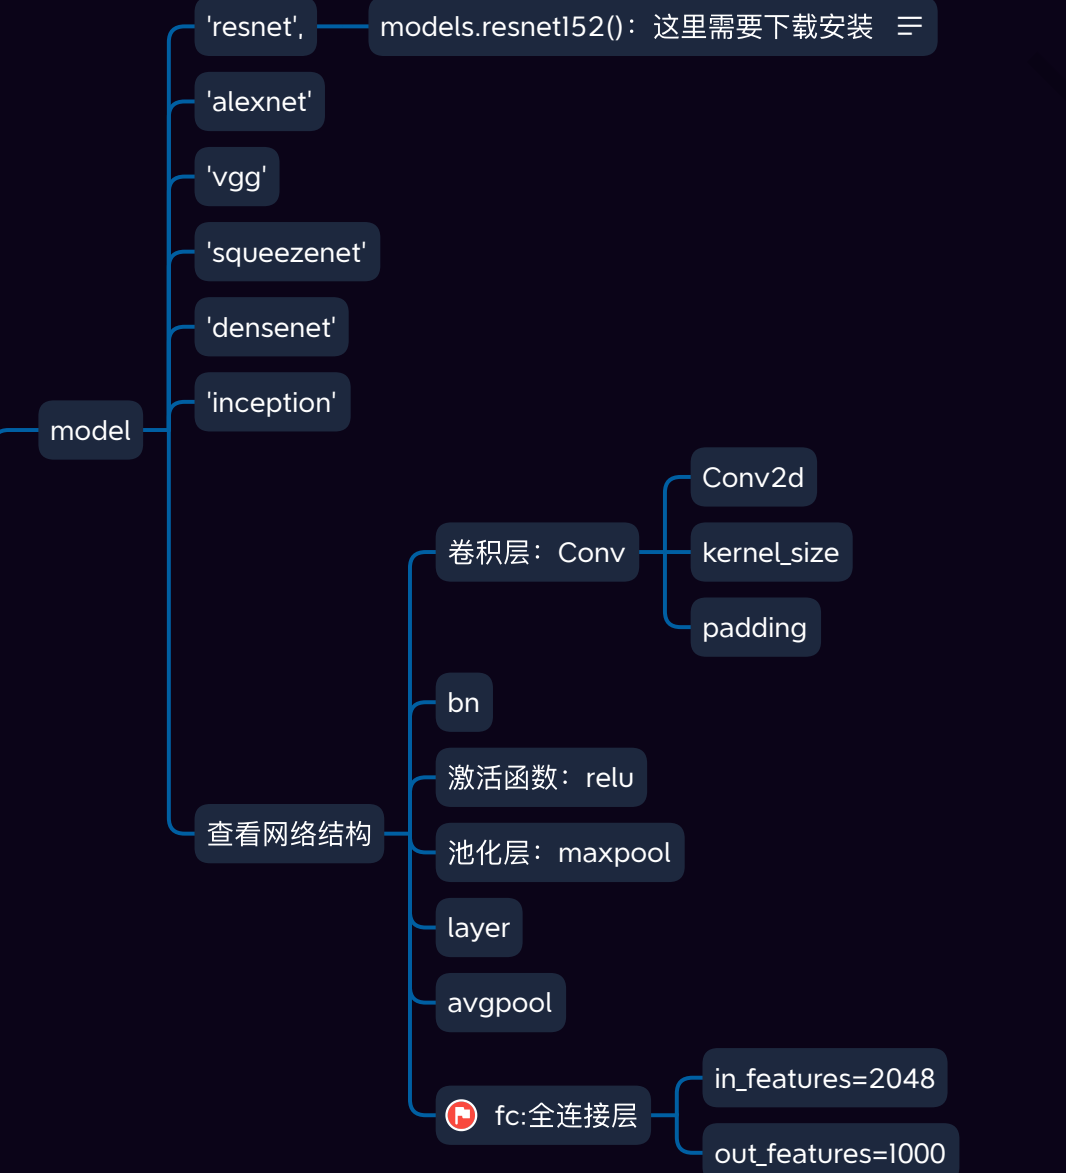 'resnet',
models.resnet152()：这里需要下载安装
'alexnet'
'vgg'
'squeezenet'
'densenet'
'inception'
model
卷积层：Conv
Conv2d
kernel_size
padding
bn
激活函数：relu
池化层：maxpool
layer
avgpool
查看网络结构
fc:全连接层
in_features=2048
out_features=1000